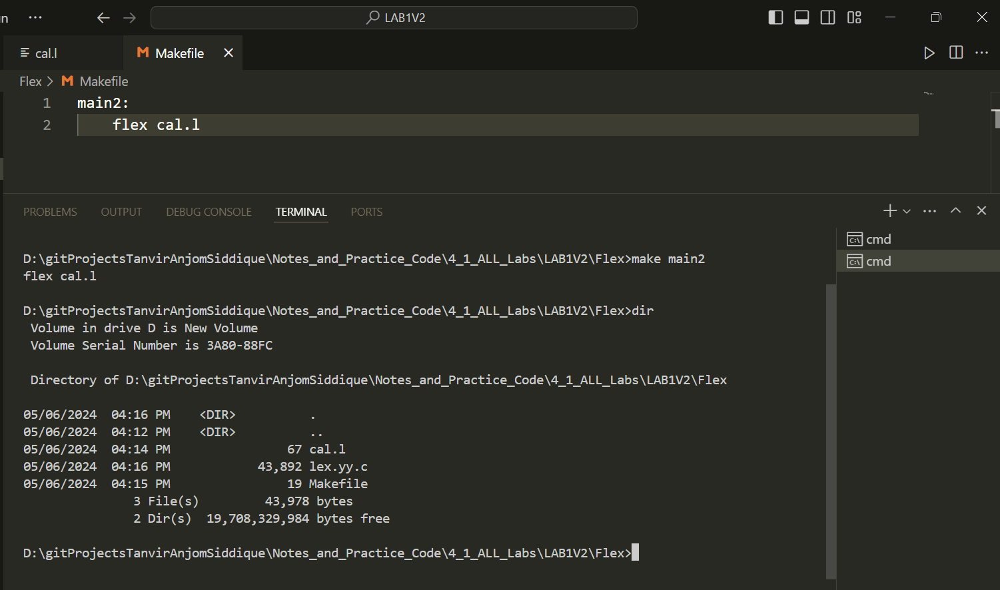 n ··· LAB1V2
cal.l Makefile
Flex > Makefile
1 main2:
2 flex cal.l
PROBLEMS OUTPUT DEBUG CONSOLE TERMINAL PORTS
cmd
cmd
D:\gitProjectsTanvirAnjomSiddique\Notes_and_Practice_Code\4_1_ALL_Labs\LAB1V2\Flex>make main2
flex cal.l
D:\gitProjectsTanvirAnjomSiddique\Notes_and_Practice_Code\4_1_ALL_Labs\LAB1V2\Flex>dir
Volume in drive D is New Volume
Volume Serial Number is 3A80-88FC
Directory of D:\gitProjectsTanvirAnjomSiddique\Notes_and_Practice_Code\4_1_ALL_Labs\LAB1V2\Flex
05/06/2024 04:16 PM <DIR> .
05/06/2024 04:12 PM <DIR> ..
05/06/2024 04:14 PM 67 cal.l
05/06/2024 04:16 PM 43,892 lex.yy.c
05/06/2024 04:15 PM 19 Makefile
3 File(s) 43,978 bytes
2 Dir(s) 19,708,329,984 bytes free
D:\gitProjectsTanvirAnjomSiddique\Notes_and_Practice_Code\4_1_ALL_Labs\LAB1V2\Flex>